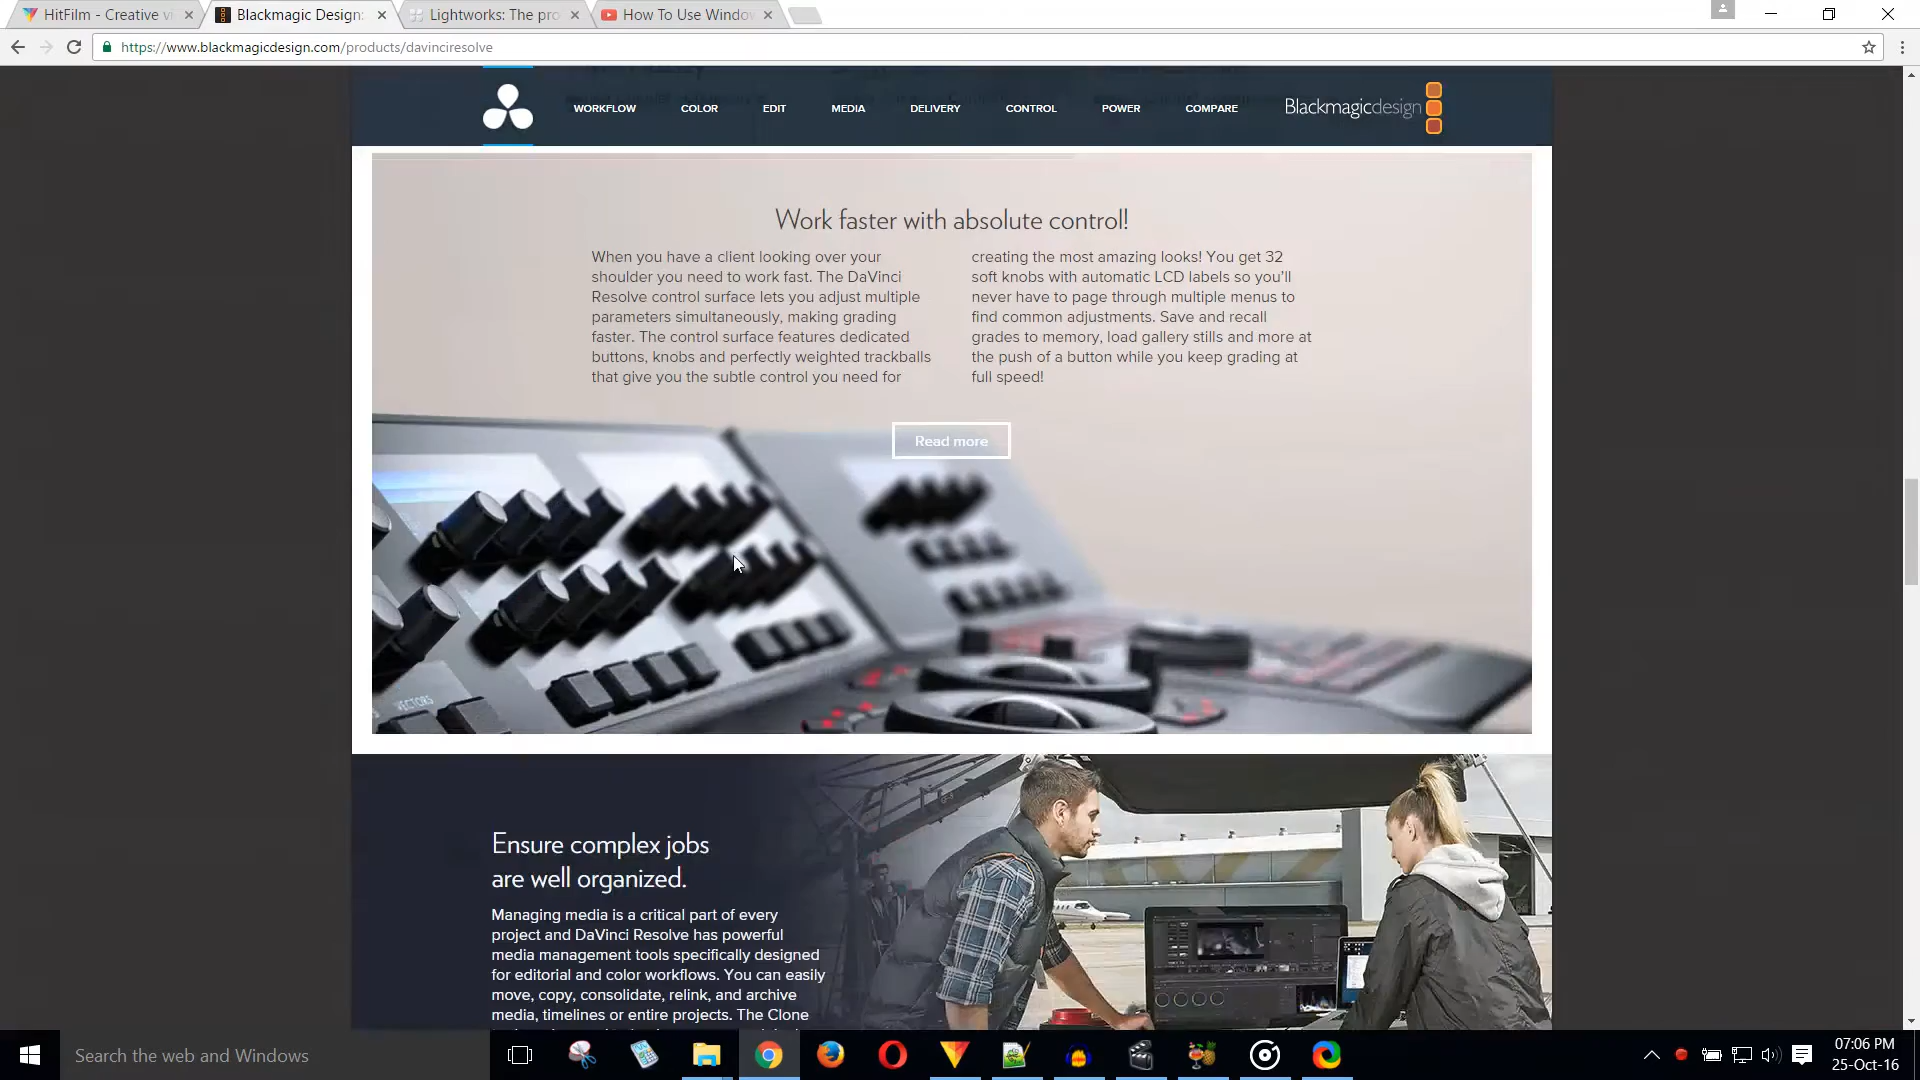 HitFilm - Creative vi
Blackmagic Design:
Lightworks: The pro
How To Use Window
https://www.blackmagicdesign.com/products/davinciresolve
WORKFLOW
COLOR
EDIT
MEDIA
DELIVERY
CONTROL
POWER
COMPARE
Blackmagicdesign
Work faster with absolute control!
When you have a client looking over your
shoulder you need to work fast. The DaVinci
Resolve control surface lets you adjust multiple
parameters simultaneously, making grading
faster. The control surface features dedicated
buttons, knobs and perfectly weighted trackballs
that give you the subtle control you need for
creating the most amazing looks! You get 32
soft knobs with automatic LCD labels so you'll
never have to page through multiple menus to
find common adjustments. Save and recall
grades to memory, load gallery stills and more at
the push of a button while you keep grading at
full speed!
Read more
VECTORS
Ensure complex jobs
are well organized.
Managing media is a critical part of every
project and DaVinci Resolve has powerful
media management tools specifically designed
for editorial and color workflows. You can easily
move, copy, consolidate, relink, and archive
media, timelines or entire projects. The Clone
Search the web and Windows
07:06 PM
25-Oct-16